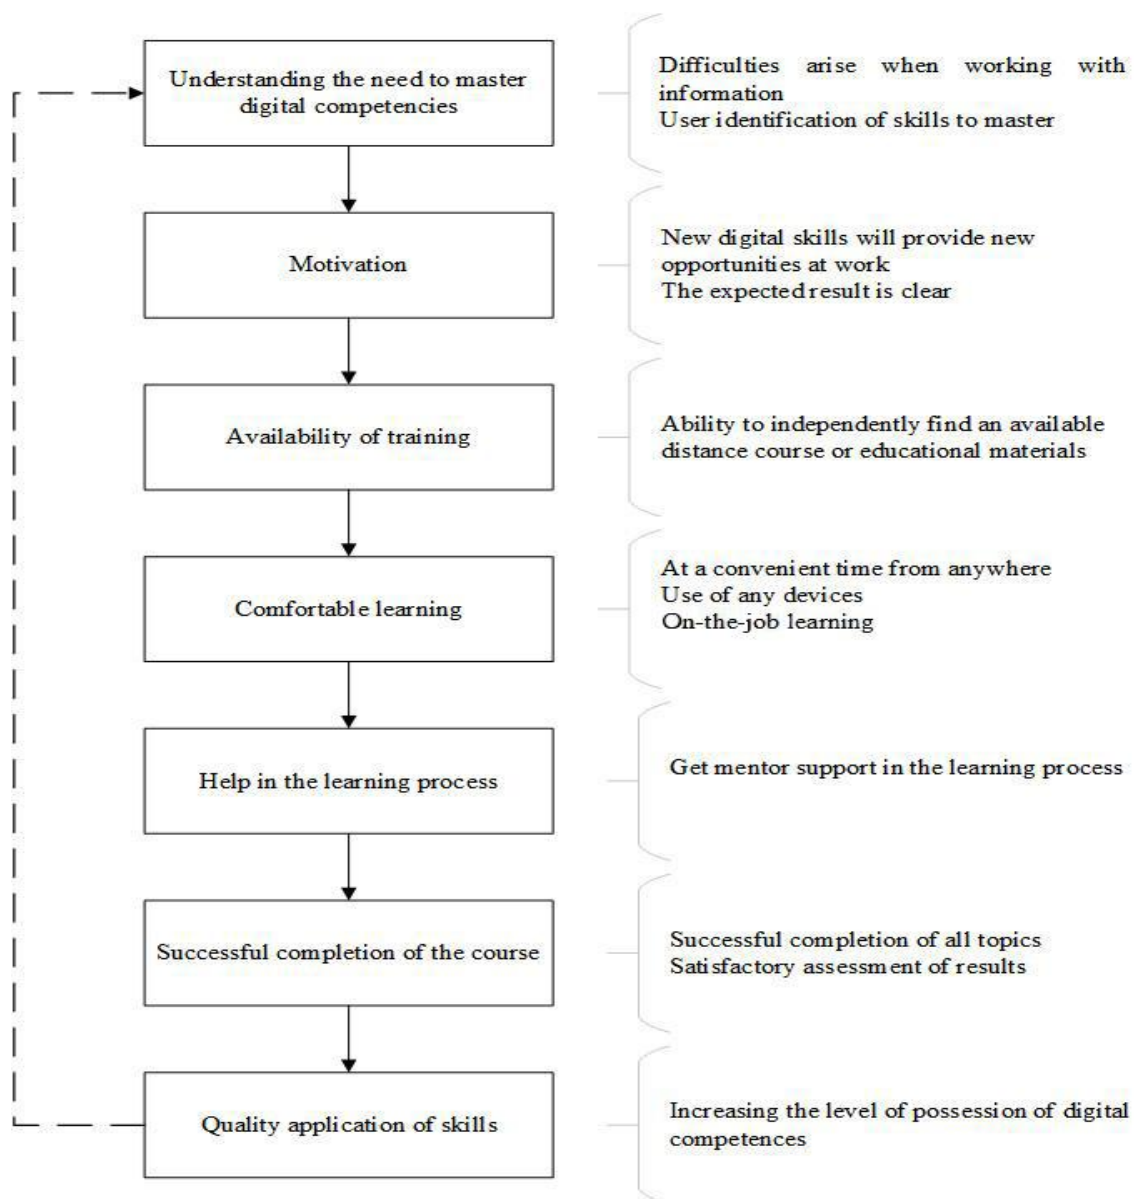 Understanding the need to master
digital competencies
Difficulties arise when working with
information
User identification of skills to master
Motivation
New digital skills will provide new
opportunities at work
The expected result is clear
Availability of training
Ability to independently find an available
distance course or educational materials
Comfortable learning
At a convenient time from anywhere
Use of any devices
On-the-job learning
Help in the learning process
Get mentor support in the learning process
Successful completion of the course
Successful completion of all topics
Satisfactory assessment of results
Quality application of skills
Increasing the level of possession of digital
competences